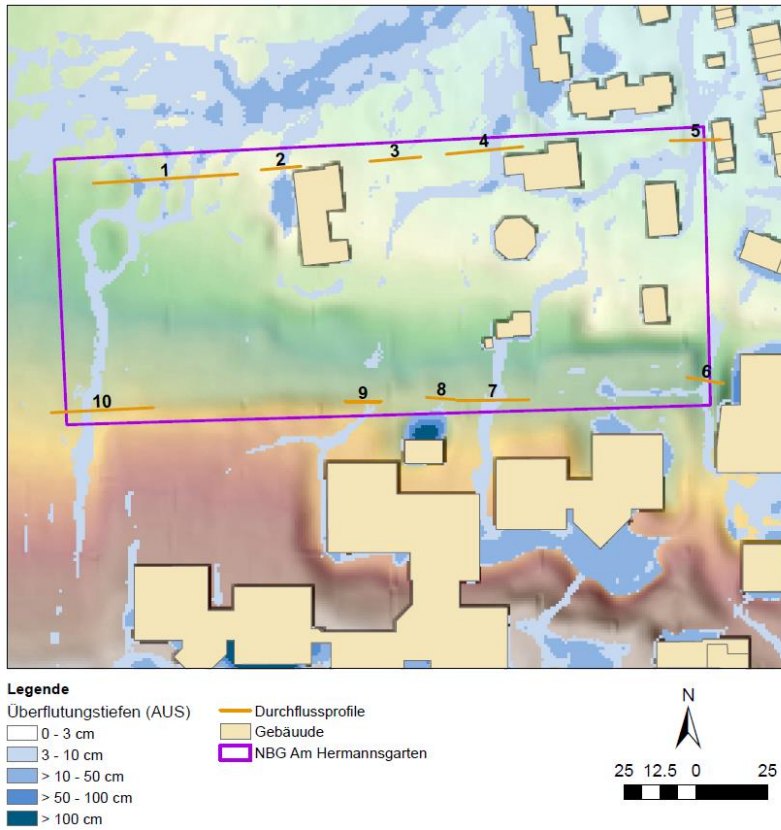 5
4
3
2
1
6
10
9
8
7
Legende
Überflutungstiefen (AUS)
0 - 3 cm
3 - 10 cm
> 10 - 50 cm
> 50 - 100 cm
> 100 cm
Durchflussprofile
Gebäuude
NBG Am Hermannsgarten
N
25 12.5 0 25